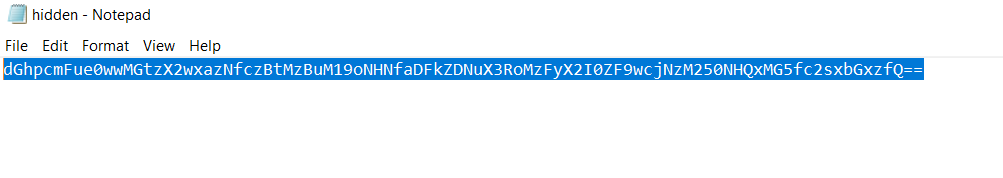 hidden - Notepad
File Edit Format View Help
dGhpcmFue0wwMGtzX2wxazNfczBtMzBuM19oNHNfaDFkZDNuX3RoMzFyX2I0ZF9wcjNzM250NHQxMG5fc2sxbGxzfQ==